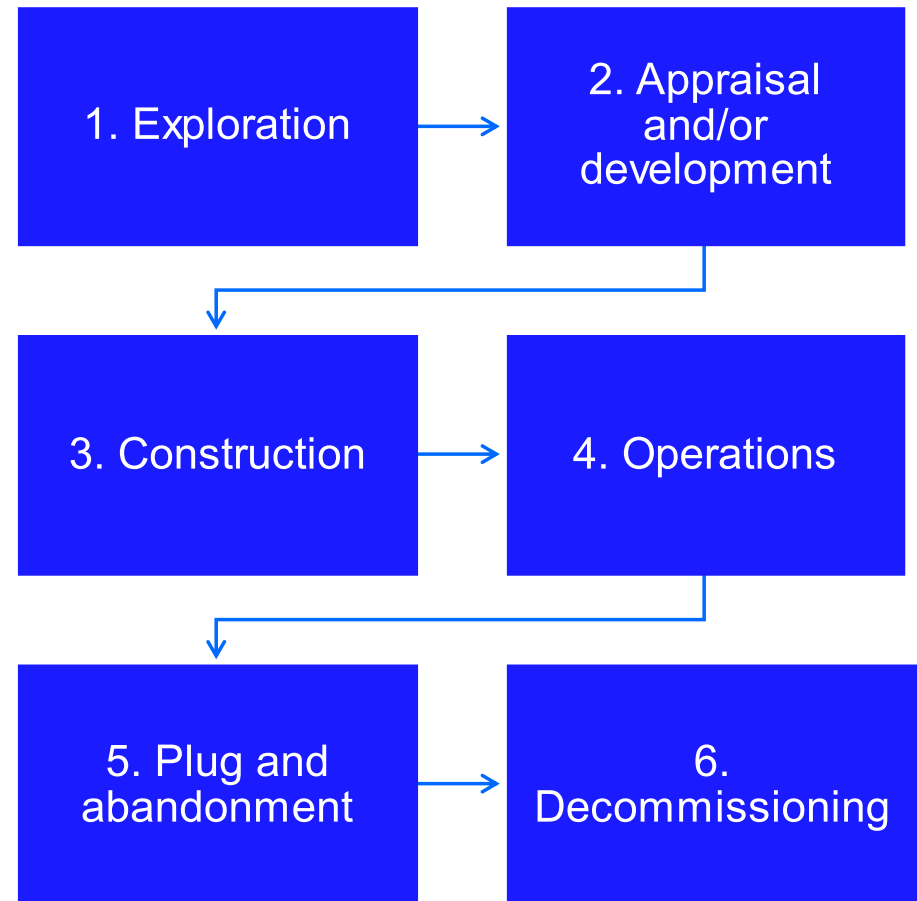 1. Exploration
2. Appraisal
and/or
development
3. Construction
4. Operations
5. Plug and
abandonment
6.
Decommissioning